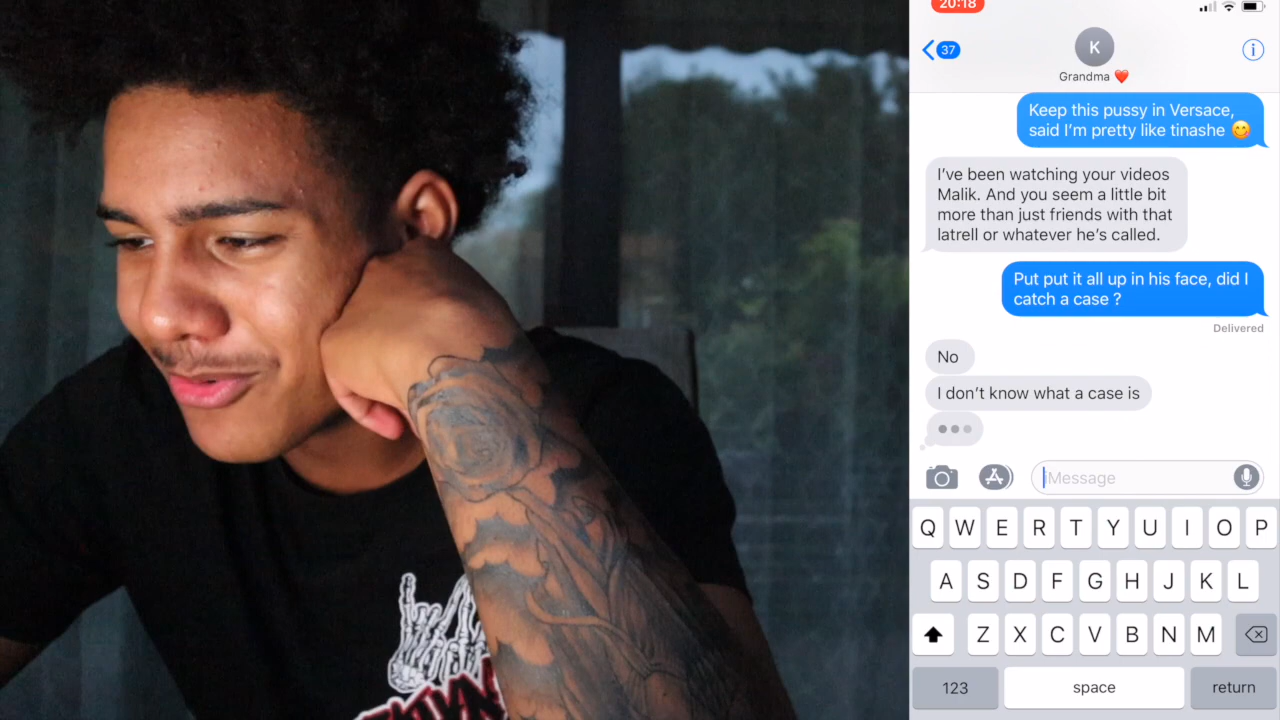 20:18
37
K
Grandma ❤️
Keep this pussy in Versace,
said I'm pretty like tinashe 😋
I've been watching your videos
Malik. And you seem a little bit
more than just friends with that
latrell or whatever he's called.
Put put it all up in his face, did I
catch a case ?
Delivered
No
I don't know what a case is
iMessage
Q W E R T Y U I O P
A S D F G H J K L
Z X C V B N M
123 space return